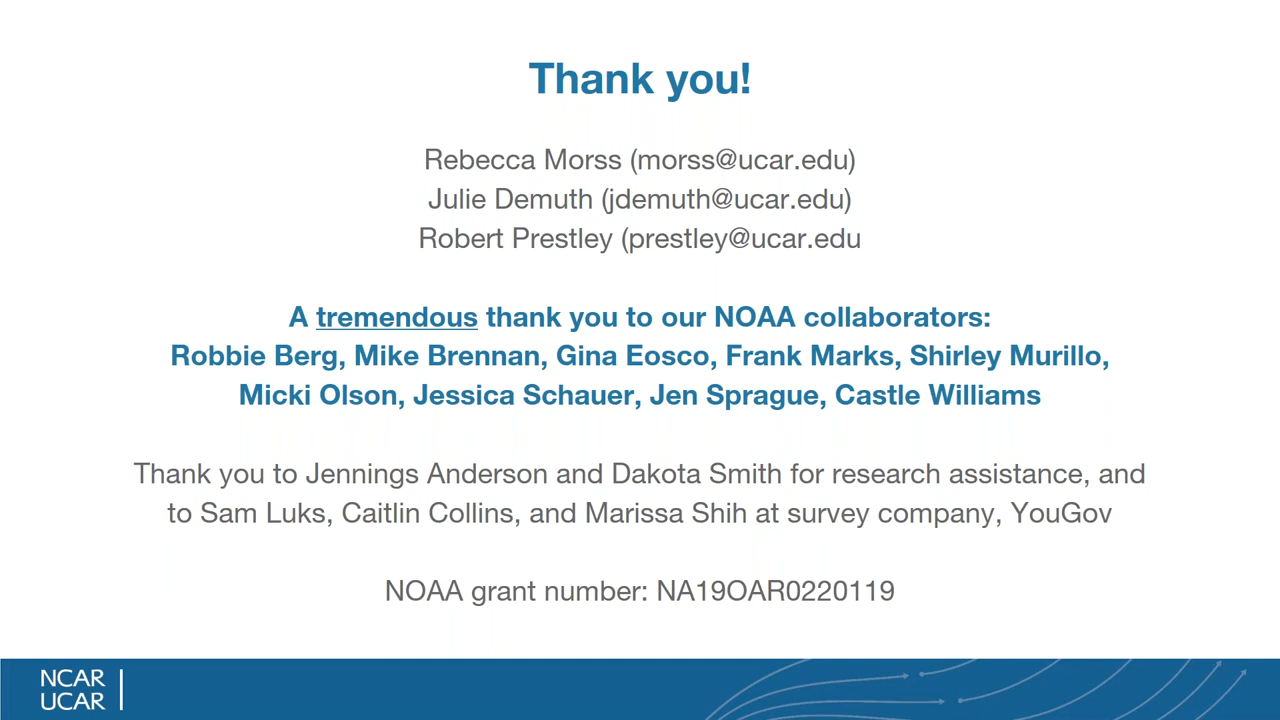 Thank you!
Rebecca Morss (morss@ucar.edu)
Julie Demuth (jdemuth@ucar.edu)
Robert Prestley (prestley@ucar.edu
A tremendous thank you to our NOAA collaborators:
Robbie Berg, Mike Brennan, Gina Eosco, Frank Marks, Shirley Murillo,
Micki Olson, Jessica Schauer, Jen Sprague, Castle Williams
Thank you to Jennings Anderson and Dakota Smith for research assistance, and
to Sam Luks, Caitlin Collins, and Marissa Shih at survey company, YouGov
NOAA grant number: NA19OAR0220119
NCAR
UCAR